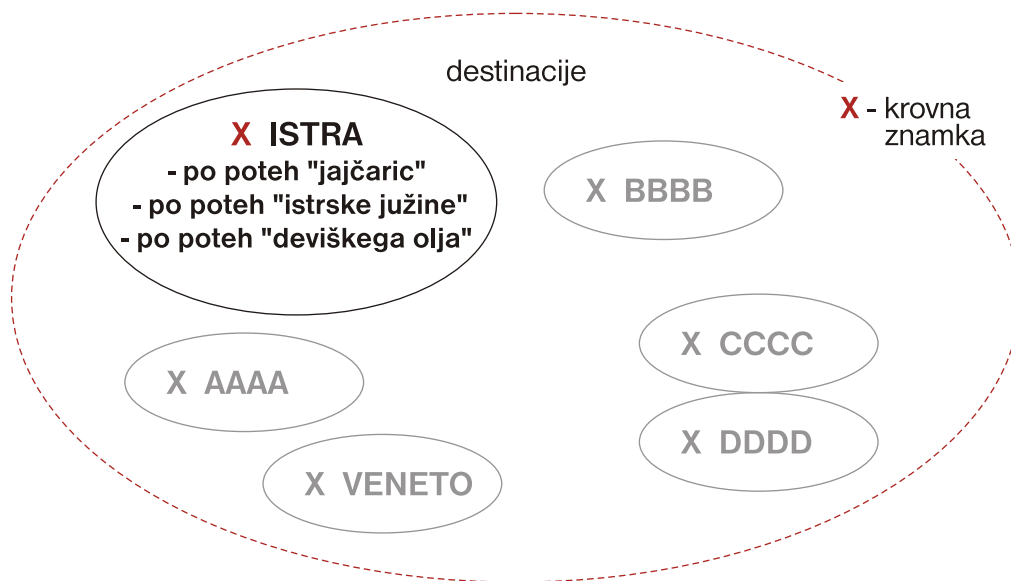 destinacije
X - krovna
znamka
X ISTRA
- po poteh "jajčaric"
- po poteh "istrske južine"
- po poteh "deviškega olja"
X BBBB
X CCCC
X AAAA
X DDDD
X VENETO